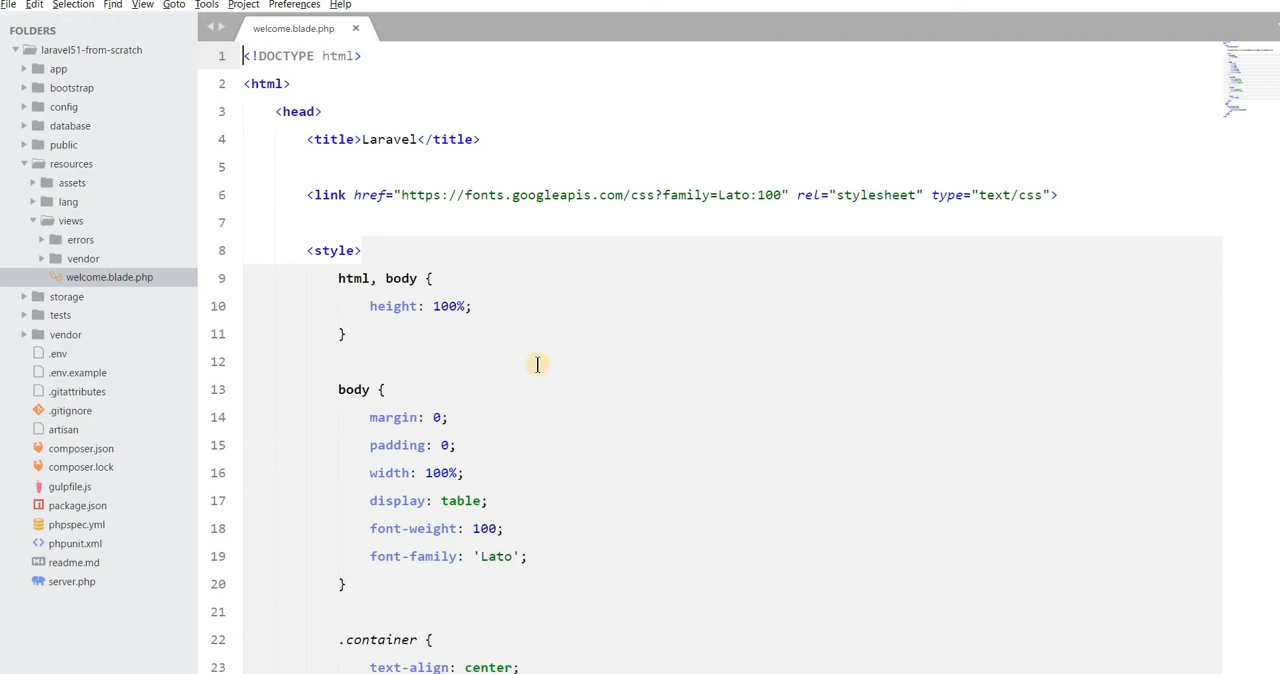 File Edit Selection Find View Goto Tools Project Preferences Help
FOLDERS
laravel51-from-scratch
app
bootstrap
config
database
public
resources
assets
lang
views
errors
vendor
welcome.blade.php
storage
tests
vendor
.env
.env.example
.gitattributes
.gitignore
artisan
composer.json
composer.lock
gulpfile.js
package.json
phpspec.yml
phpunit.xml
readme.md
server.php
welcome.blade.php
1 <!DOCTYPE html>
2 <html>
3 <head>
4 <title>Laravel</title>
5
6 <link href="https://fonts.googleapis.com/css?family=Lato:100" rel="stylesheet" type="text/css">
7
8 <style>
9 html, body {
10 height: 100%;
11 }
12
13 body {
14 margin: 0;
15 padding: 0;
16 width: 100%;
17 display: table;
18 font-weight: 100;
19 font-family: 'Lato';
20 }
21
22 .container {
23 text-align: center;